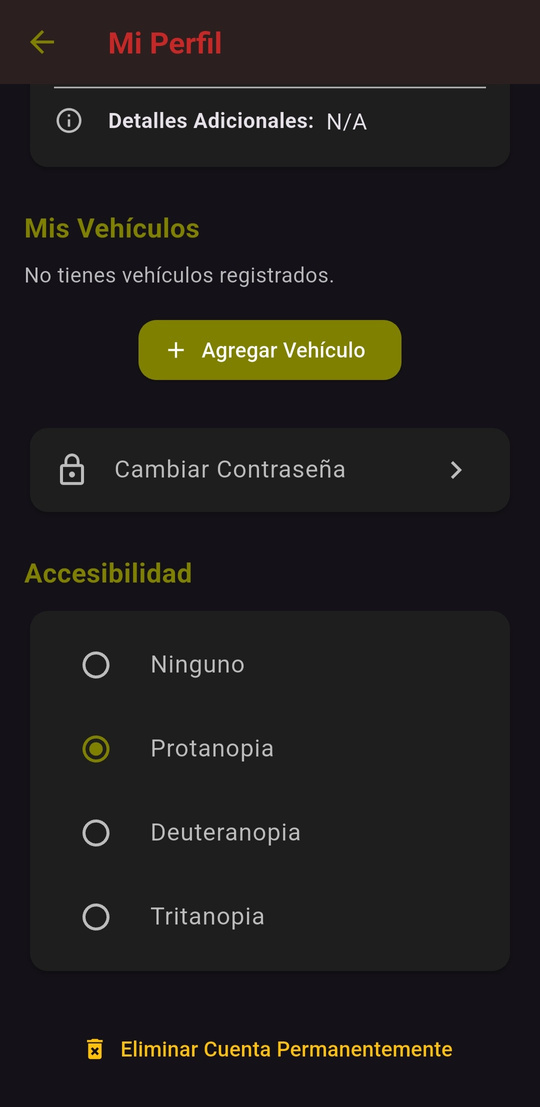 Mi Perfil
Detalles Adicionales: N/A
Mis Vehículos
No tienes vehículos registrados.
+ Agregar Vehículo
Cambiar Contraseña
Accesibilidad
Ninguno
Protanopia
Deuteranopia
Tritanopia
Eliminar Cuenta Permanentemente